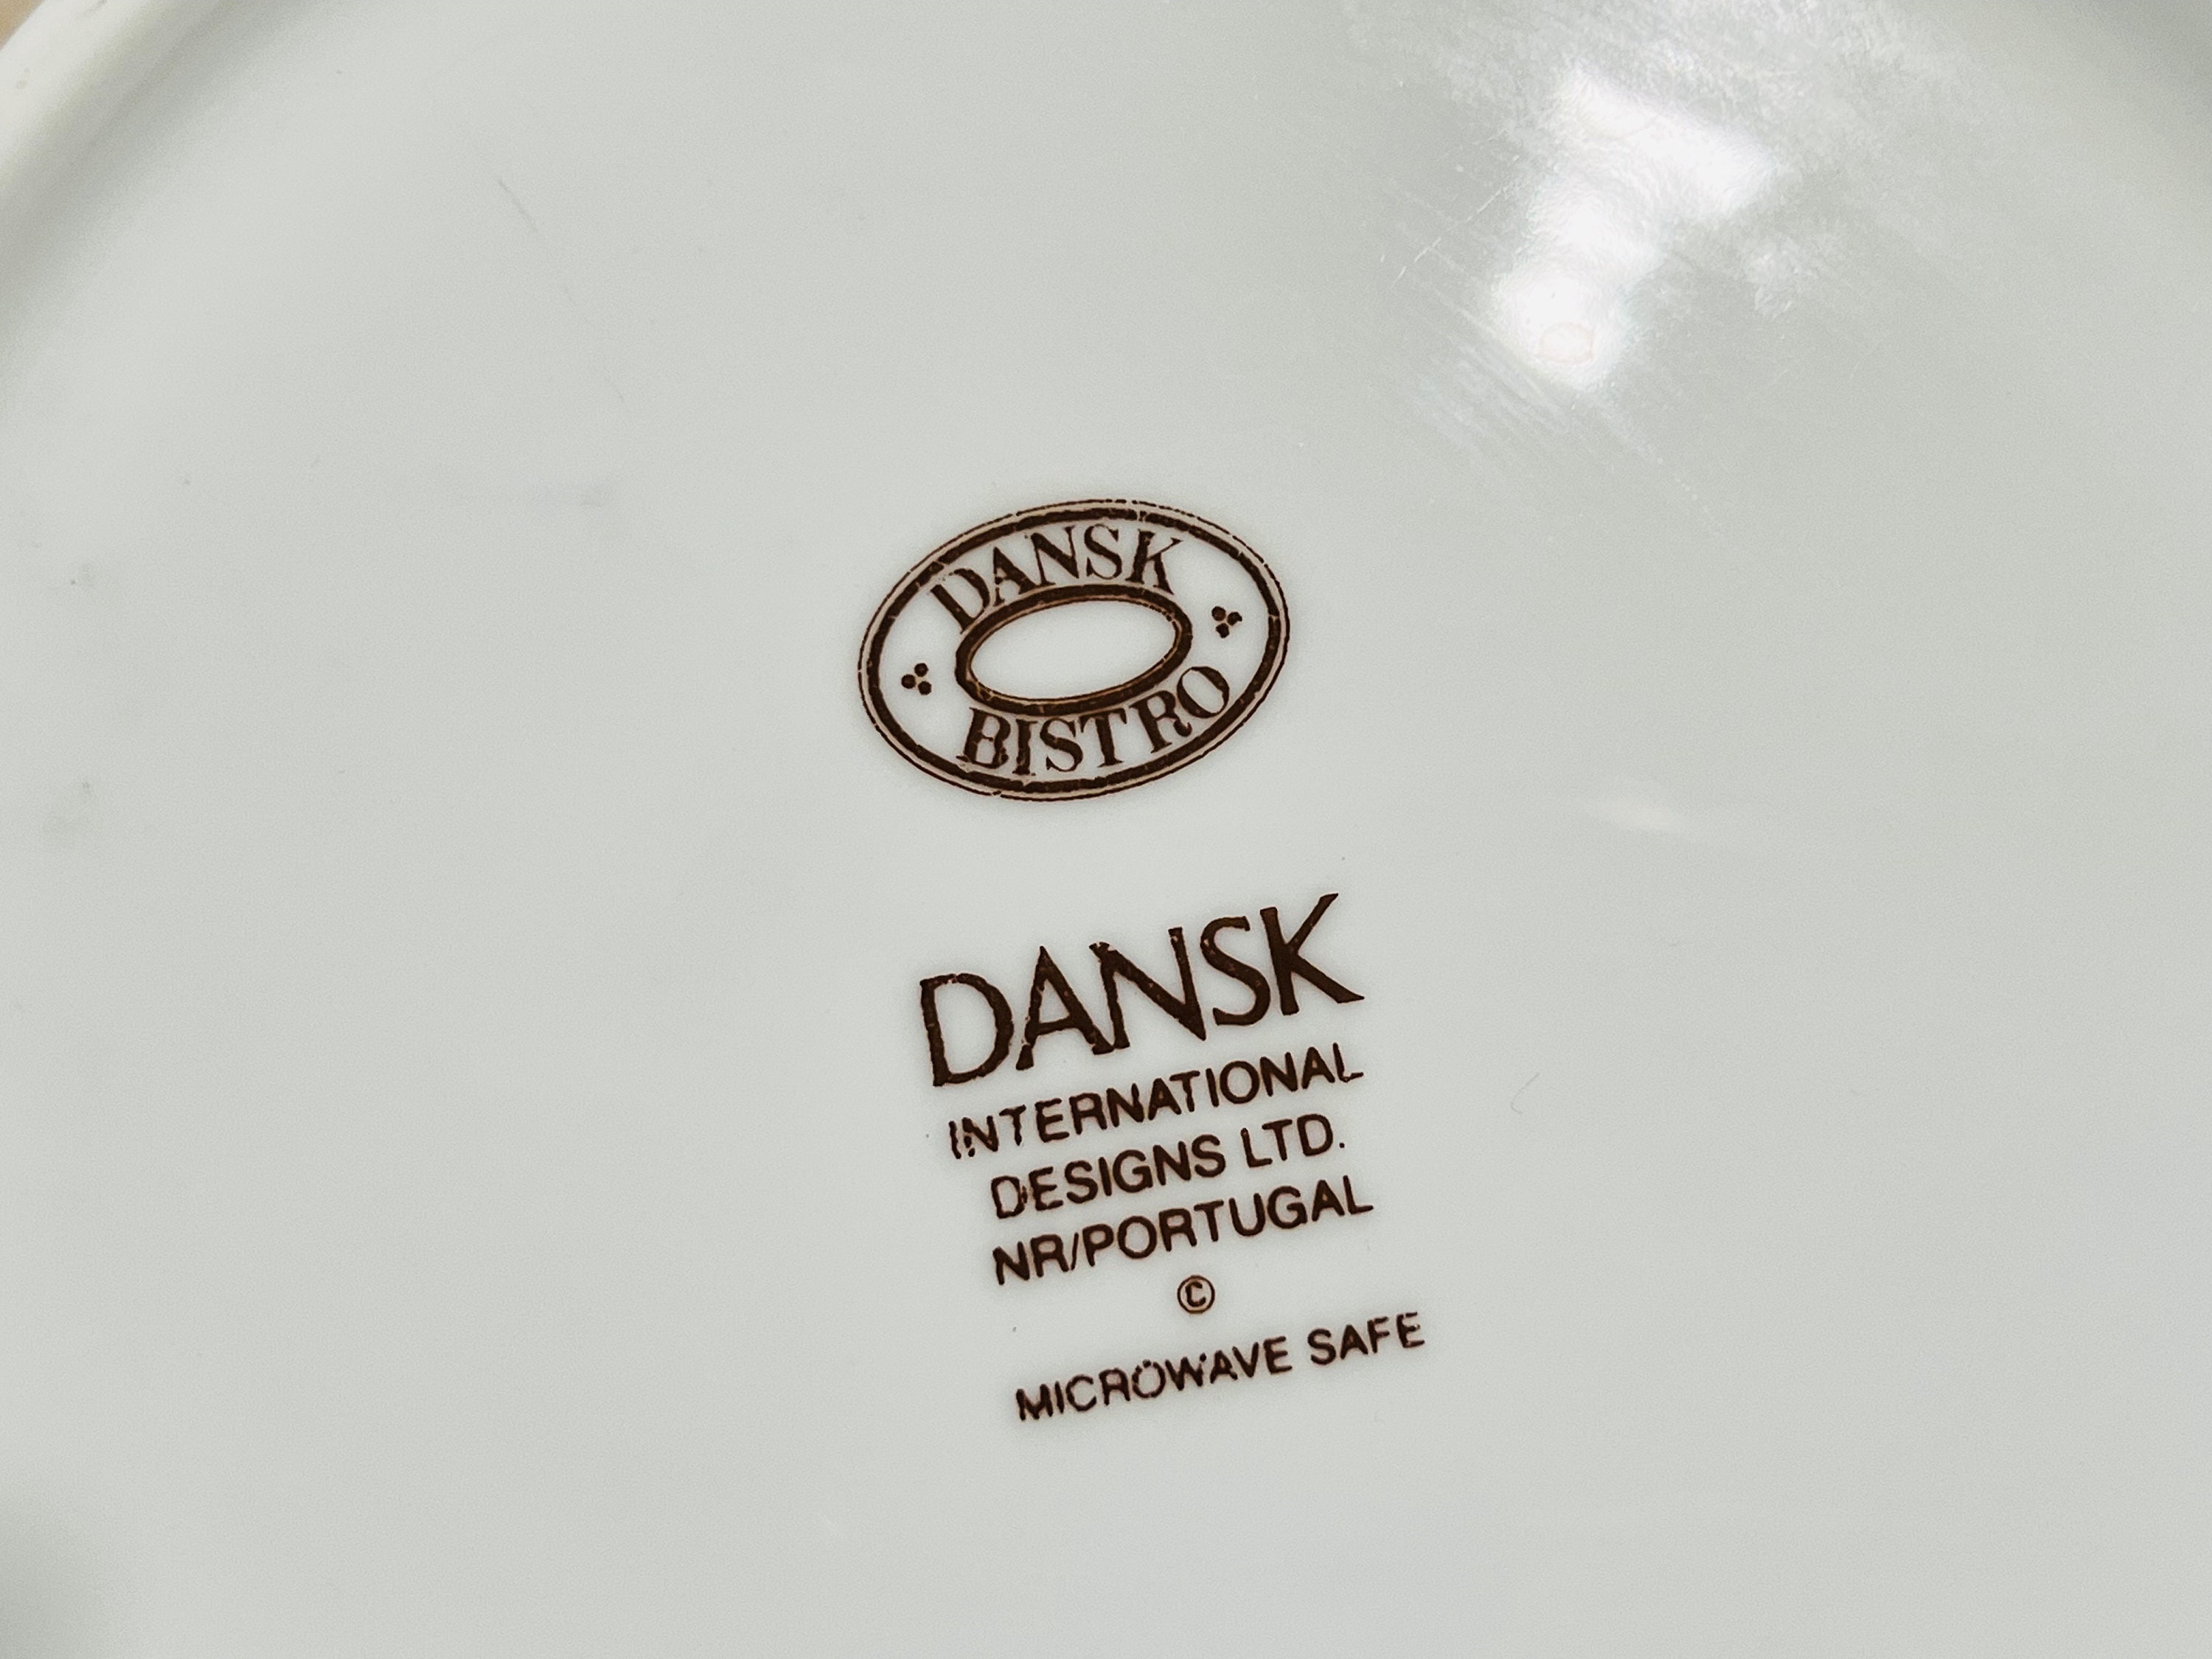 DANSK
BISTRO
DANSK
INTERNATIONAL
DESIGNS LTD.
NR/PORTUGAL
©
MICROWAVE SAFE